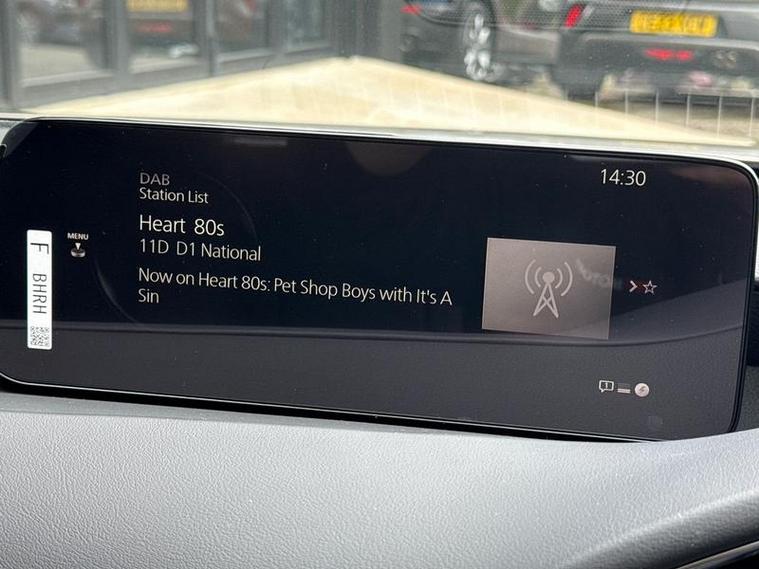 DAB
14:30
Station List
Heart 80s
MENU
11D D1 National
F BHRH
Now on Heart 80s: Pet Shop Boys with It's A
Sin
1